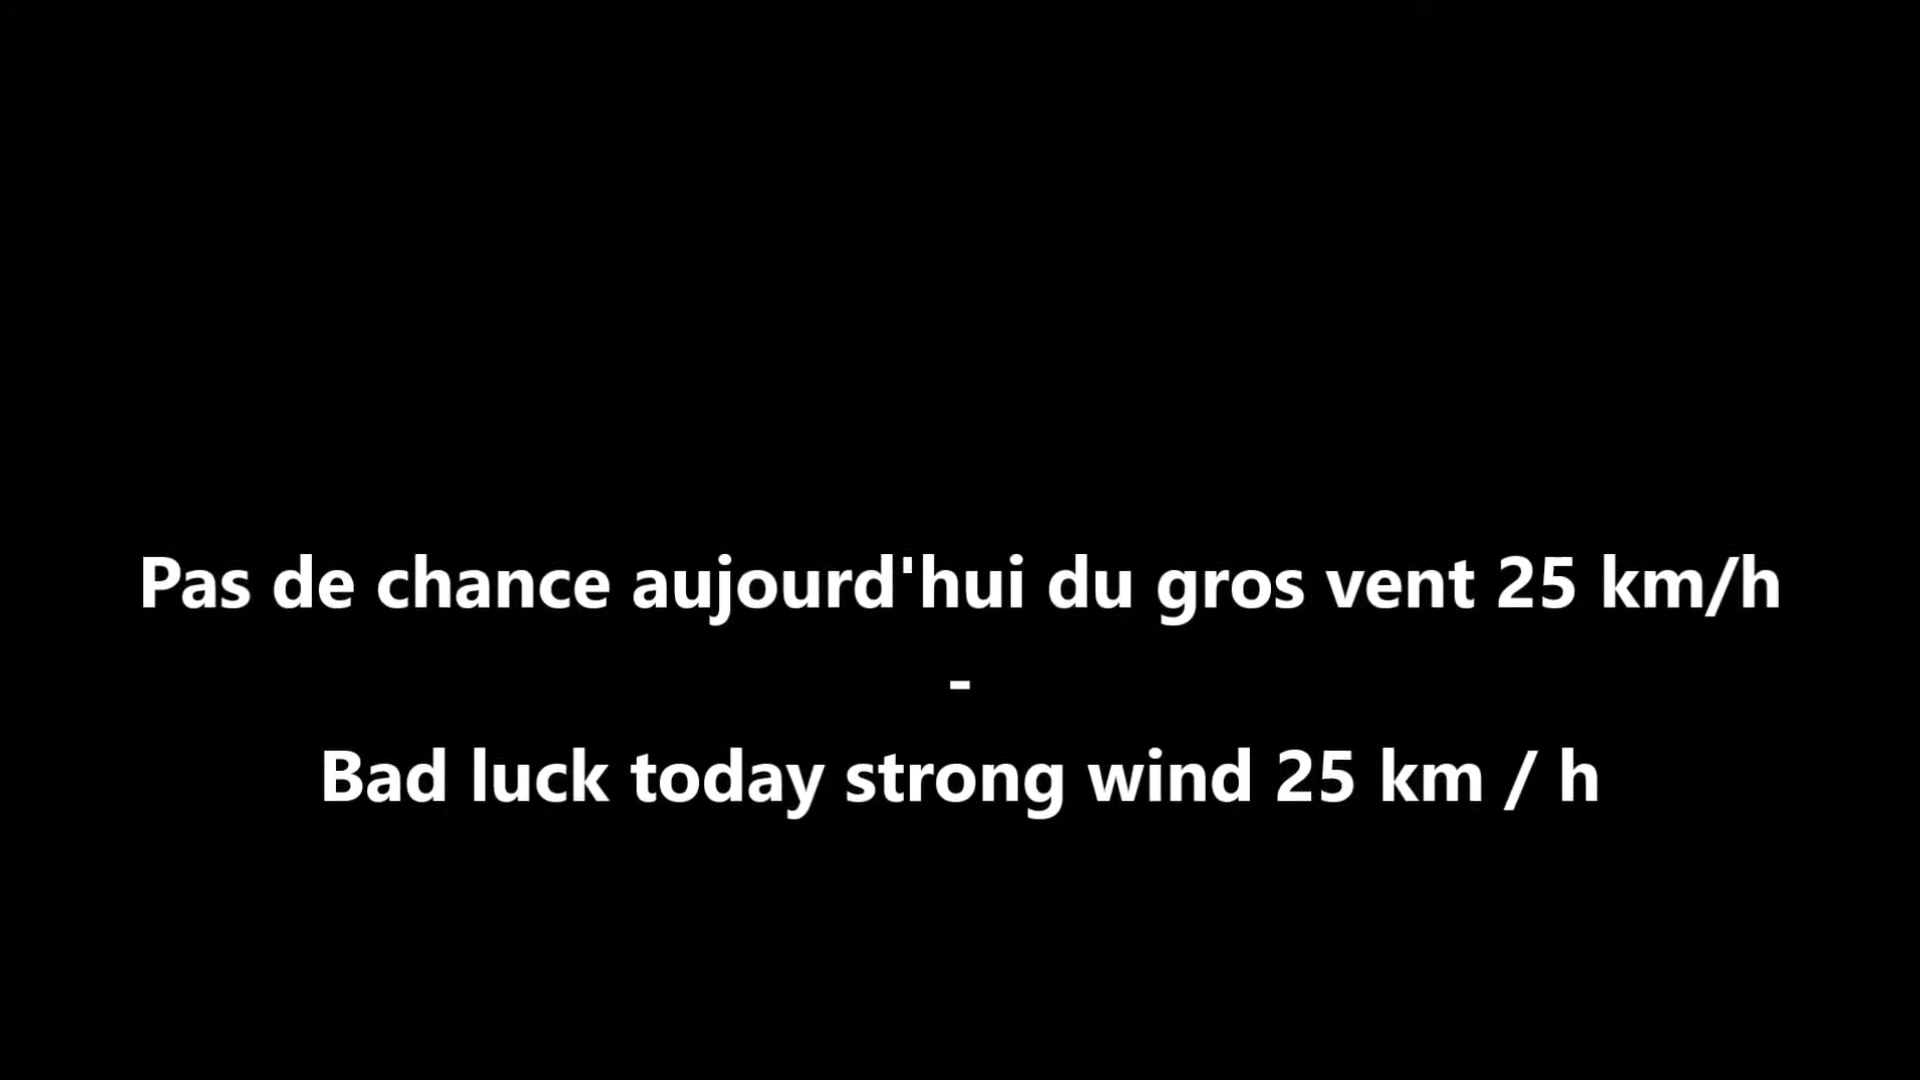 Pas de chance aujourd'hui du gros vent 25 km/h
-
Bad luck today strong wind 25 km / h